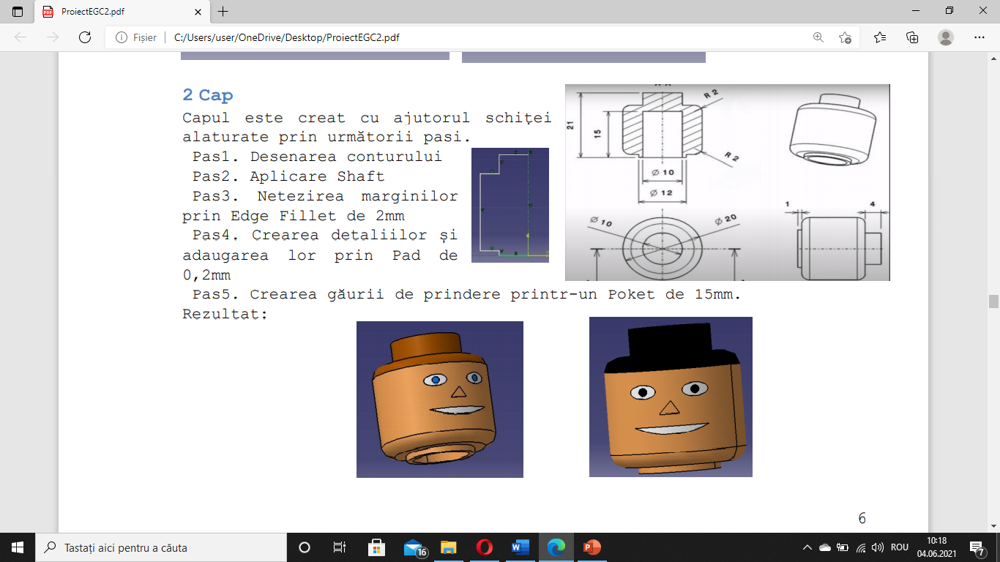 ProiectEGC2.pdf
Fișier
C:/Users/user/OneDrive/Desktop/ProiectEGC2.pdf
2 Cap
Capul este creat cu ajutorul schiței
alaturate prin următorii pasi.
Pas1. Desenarea conturului
Pas2. Aplicare Shaft
Pas3. Netezirea marginilor
prin Edge Fillet de 2mm
Pas4. Crearea detaliilor și
adaugarea lor prin Pad de
0,2mm
Pas5. Crearea găurii de prindere printr-un Poket de 15mm.
Rezultat:
R 2
21
15
R 2
Ø 10
Ø 12
Ø 10
Ø 20
1
4
6
Tastați aici pentru a căuta
16
ROU
10:18
04.06.2021
7